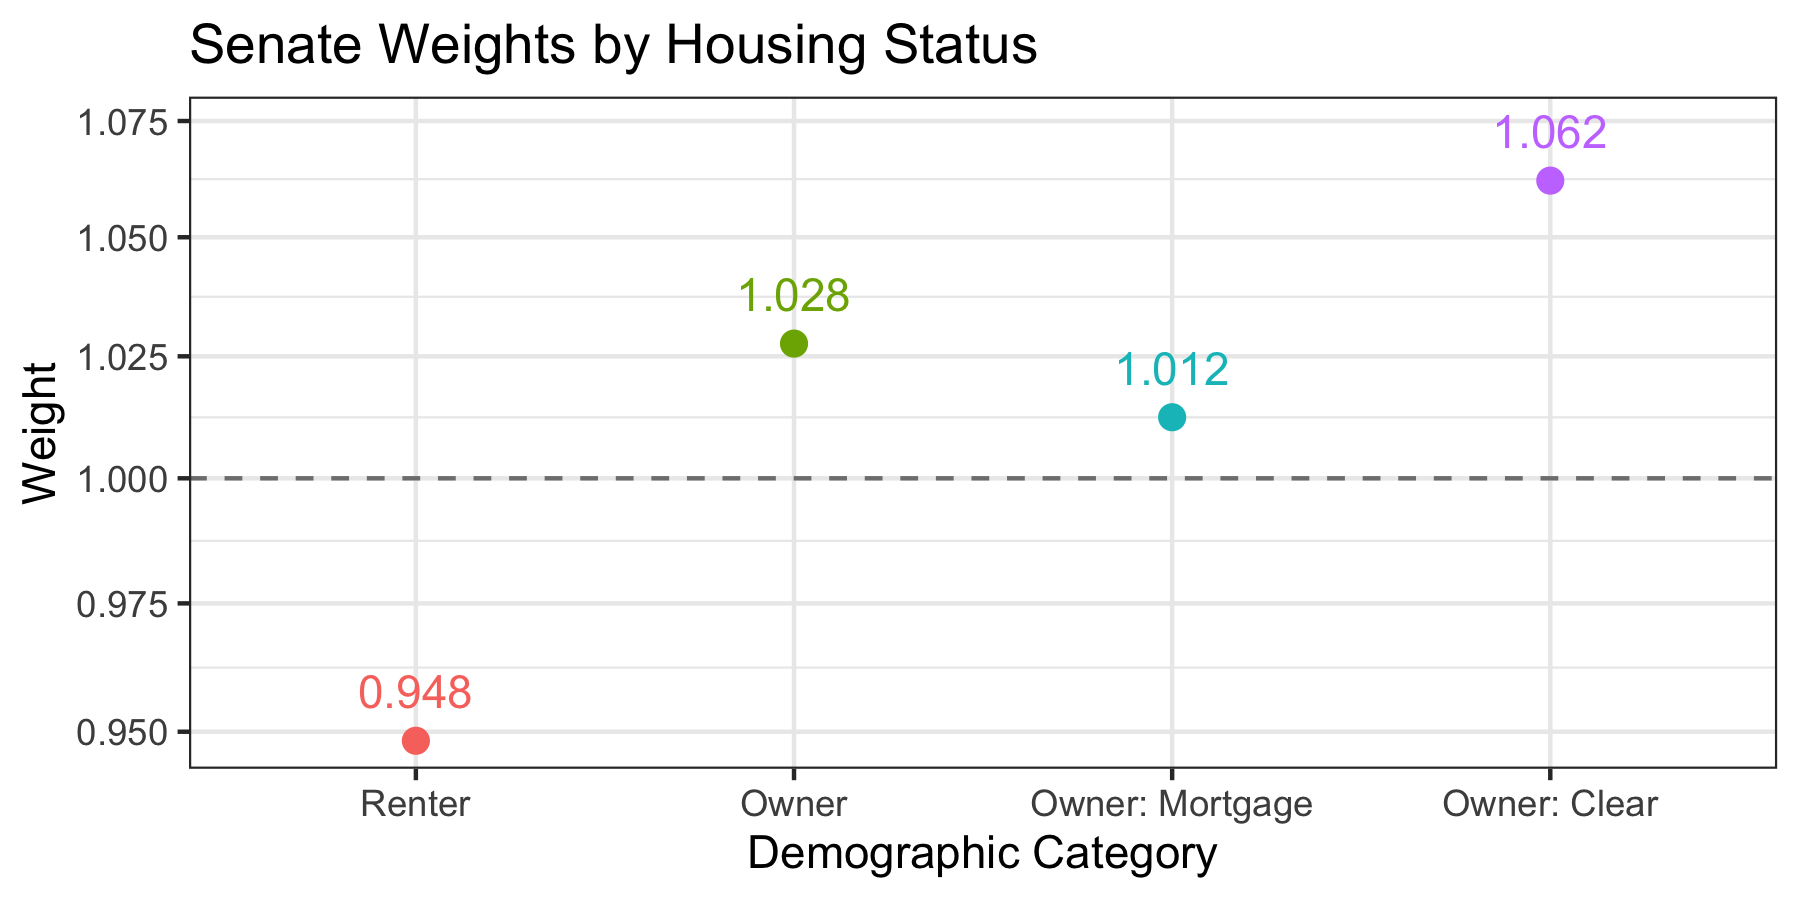 Senate Weights by Housing Status
1.075
1.062
1.050
1.028
1.025
1.012
Weight
1.000
0.975
0.948
0.950
Renter
Owner
Owner: Mortgage
Owner: Clear
Demographic Category